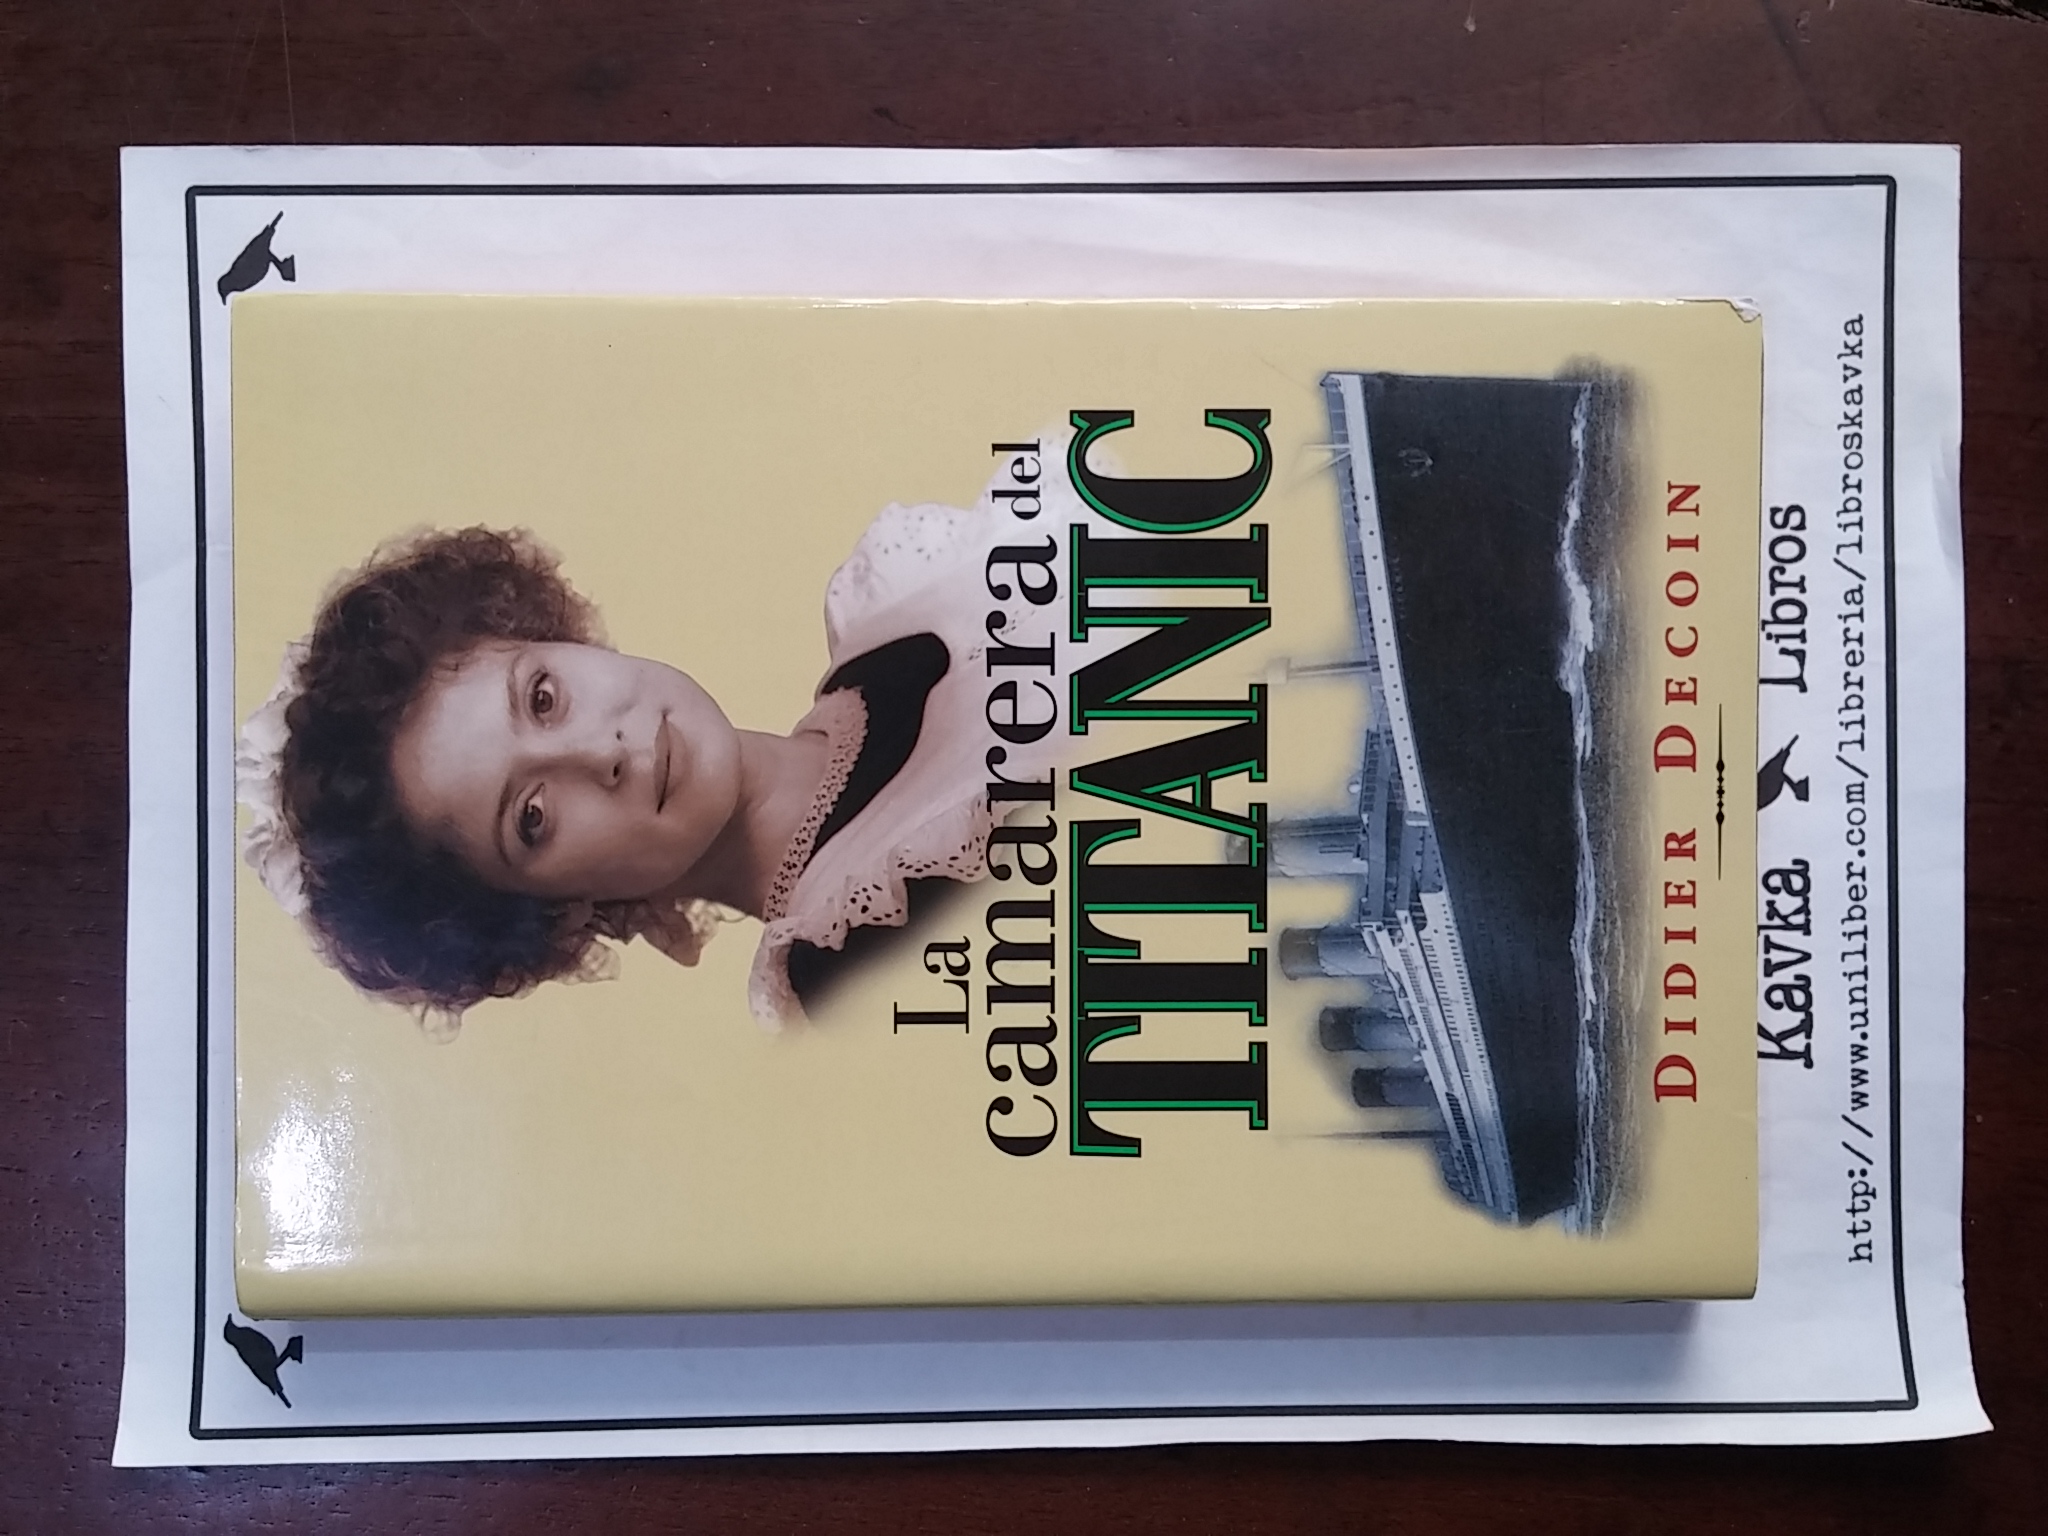 La
camarera del
TITANIC
DIDIER DECOIN
Kavka Libros
http://www.uniliber.com/libreria/libroskavka